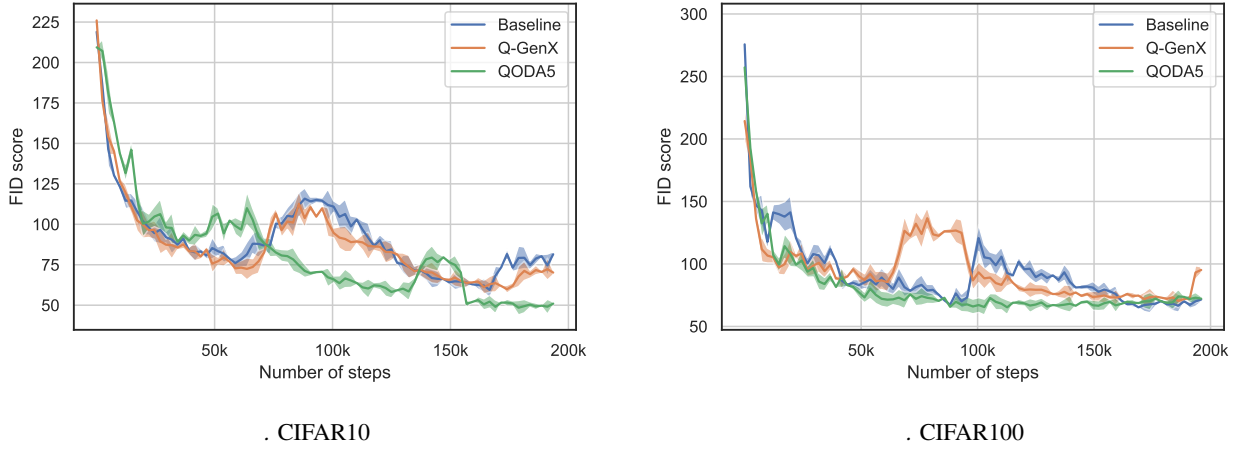 225
200
175
150
125
100
75
50
FID score
50k
100k
150k
200k
Number of steps
Baseline
Q-GenX
QODA5
. CIFAR10
300
250
200
150
100
50
FID score
50k
100k
150k
200k
Number of steps
Baseline
Q-GenX
QODA5
. CIFAR100